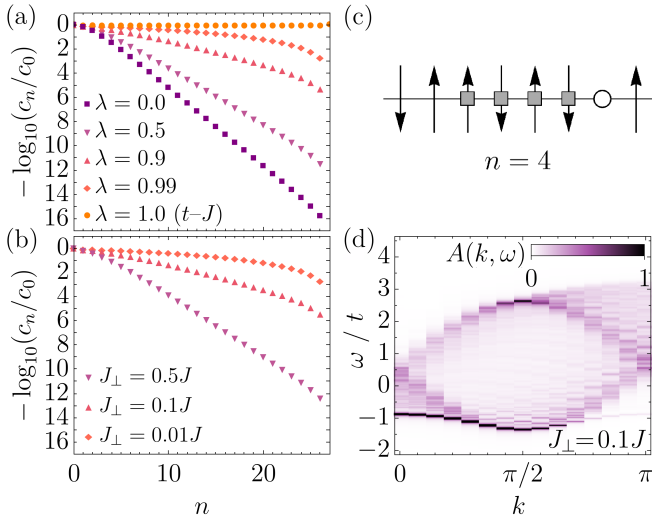 (a)
− log₁₀(cₙ/c₀)
0
2
4
6
8
10
12
14
16
λ = 0.0
λ = 0.5
λ = 0.9
λ = 0.99
λ = 1.0 (t–J)
(b)
− log₁₀(cₙ/c₀)
0
2
4
6
8
10
12
14
16
J⊥ = 0.5J
J⊥ = 0.1J
J⊥ = 0.01J
0
10
20
n
(c)
n = 4
(d)
A(k, ω)
0
1
ω / t
4
3
2
1
0
-1
-2
J⊥=0.1J
0
π/2
π
k